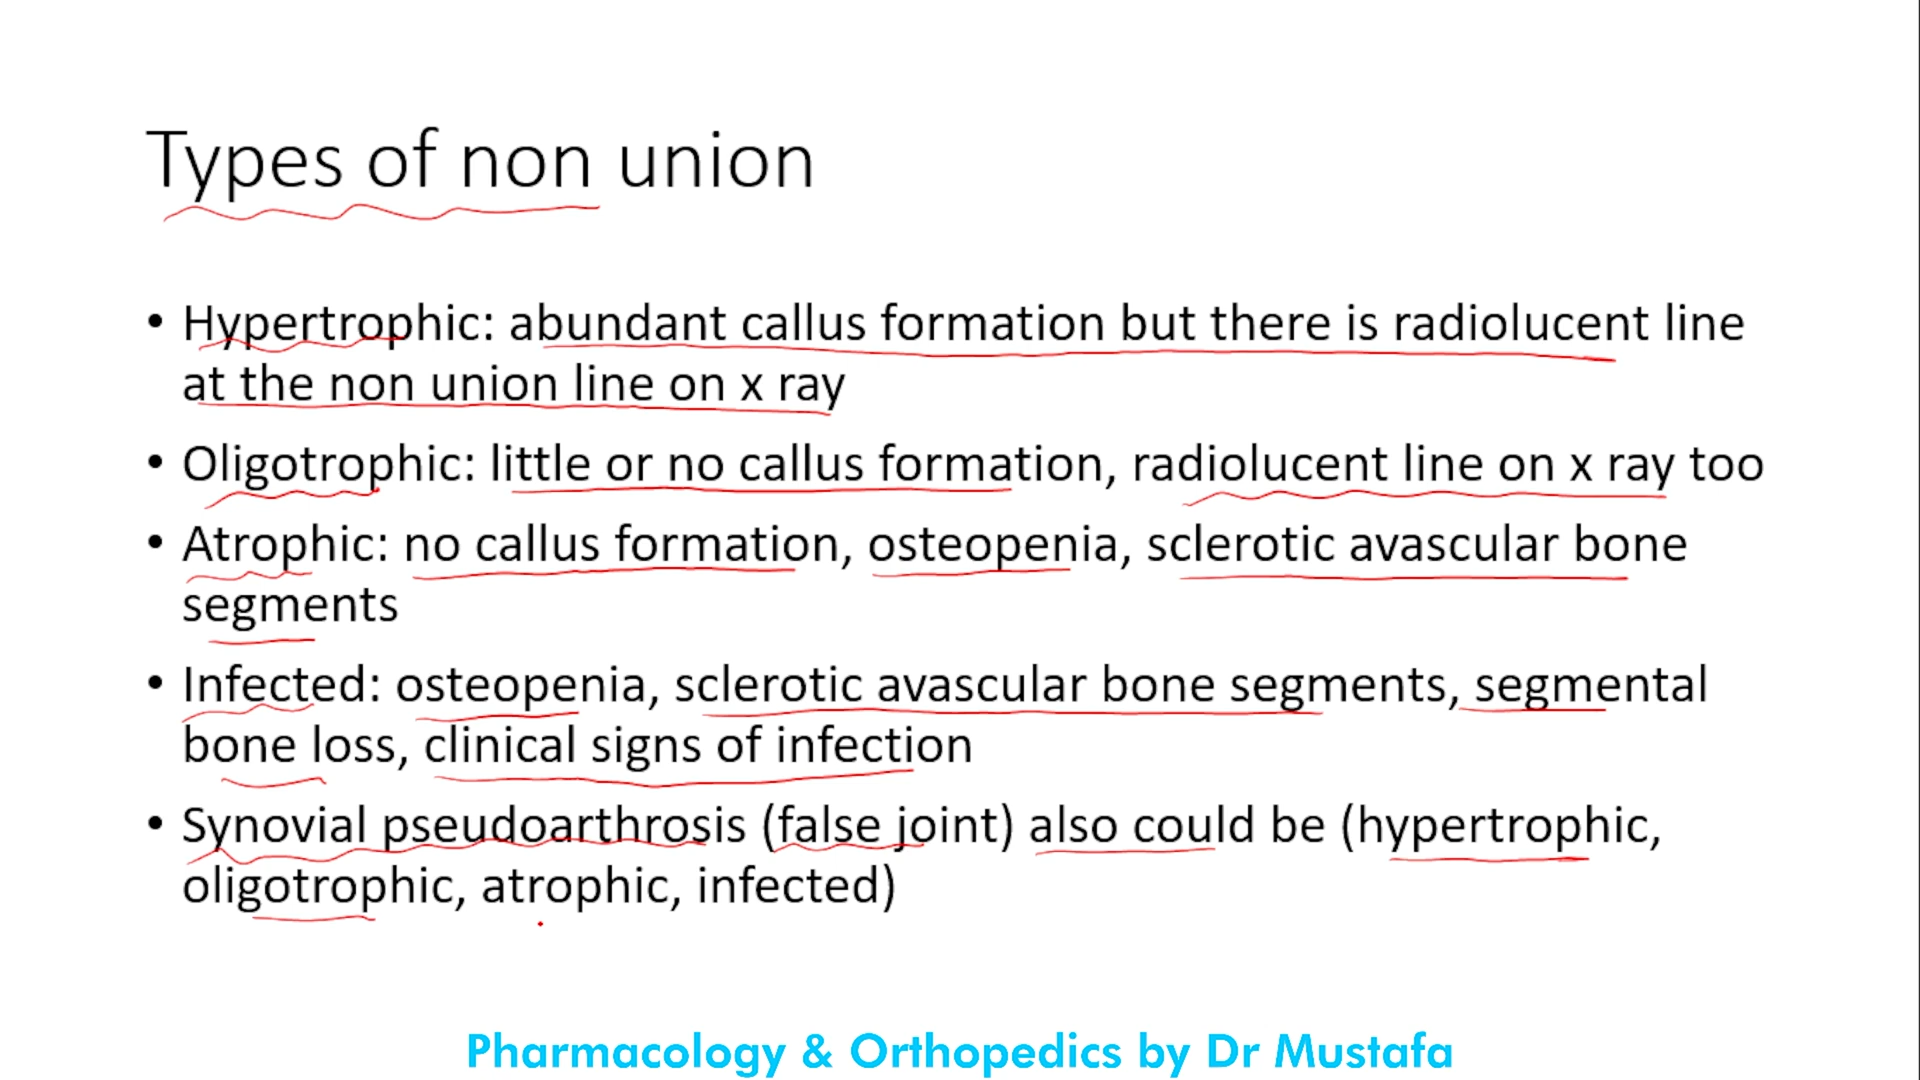 Types of non union
• Hypertrophic: abundant callus formation but there is radiolucent line
at the non union line on x ray
• Oligotrophic: little or no callus formation, radiolucent line on x ray too
• Atrophic: no callus formation, osteopenia, sclerotic avascular bone
segments
• Infected: osteopenia, sclerotic avascular bone segments, segmental
bone loss, clinical signs of infection
• Synovial pseudoarthrosis (false joint) also could be (hypertrophic,
oligotrophic, atrophic, infected)
Pharmacology & Orthopedics by Dr Mustafa